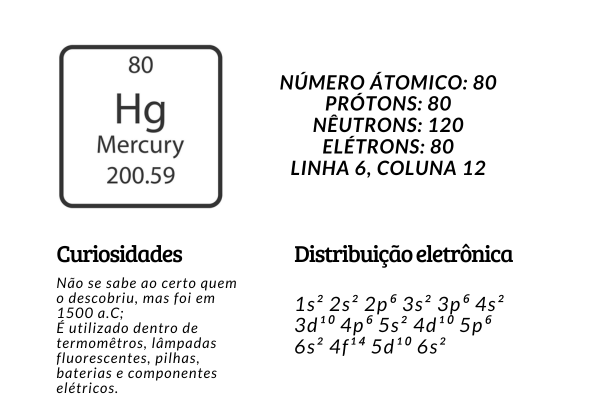 80
Hg
Mercury
200.59
NÚMERO ÁTOMICO: 80
PRÓTONS: 80
NÊUTRONS: 120
ELÉTRONS: 80
LINHA 6, COLUNA 12
Curiosidades
Não se sabe ao certo quem
o descobriu, mas foi em
1500 a.C;
É utilizado dentro de
termomêtros, lâmpadas
fluorescentes, pilhas,
baterias e componentes
elétricos.
Distribuição eletrônica
1s² 2s² 2p⁶ 3s² 3p⁶ 4s²
3d¹⁰ 4p⁶ 5s² 4d¹⁰ 5p⁶
6s² 4f¹⁴ 5d¹⁰ 6s²